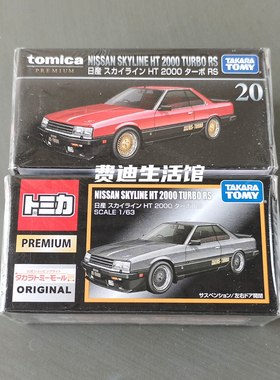 tomica
PREMIUM
NISSAN SKYLINE HT 2000 TURBO RS
日産 スカイライン HT 2000 ターボ RS
TAKARA TOMY
20
费迪生活馆
トミカ
PREMIUM
タカラトミーモール
ORIGINAL
NISSAN SKYLINE HT 2000 TURBO RS
日産 スカイライン HT 2000 ターボ
SCALE 1/63
TAKARA TOMY
サスペンション/左右ドア開閉